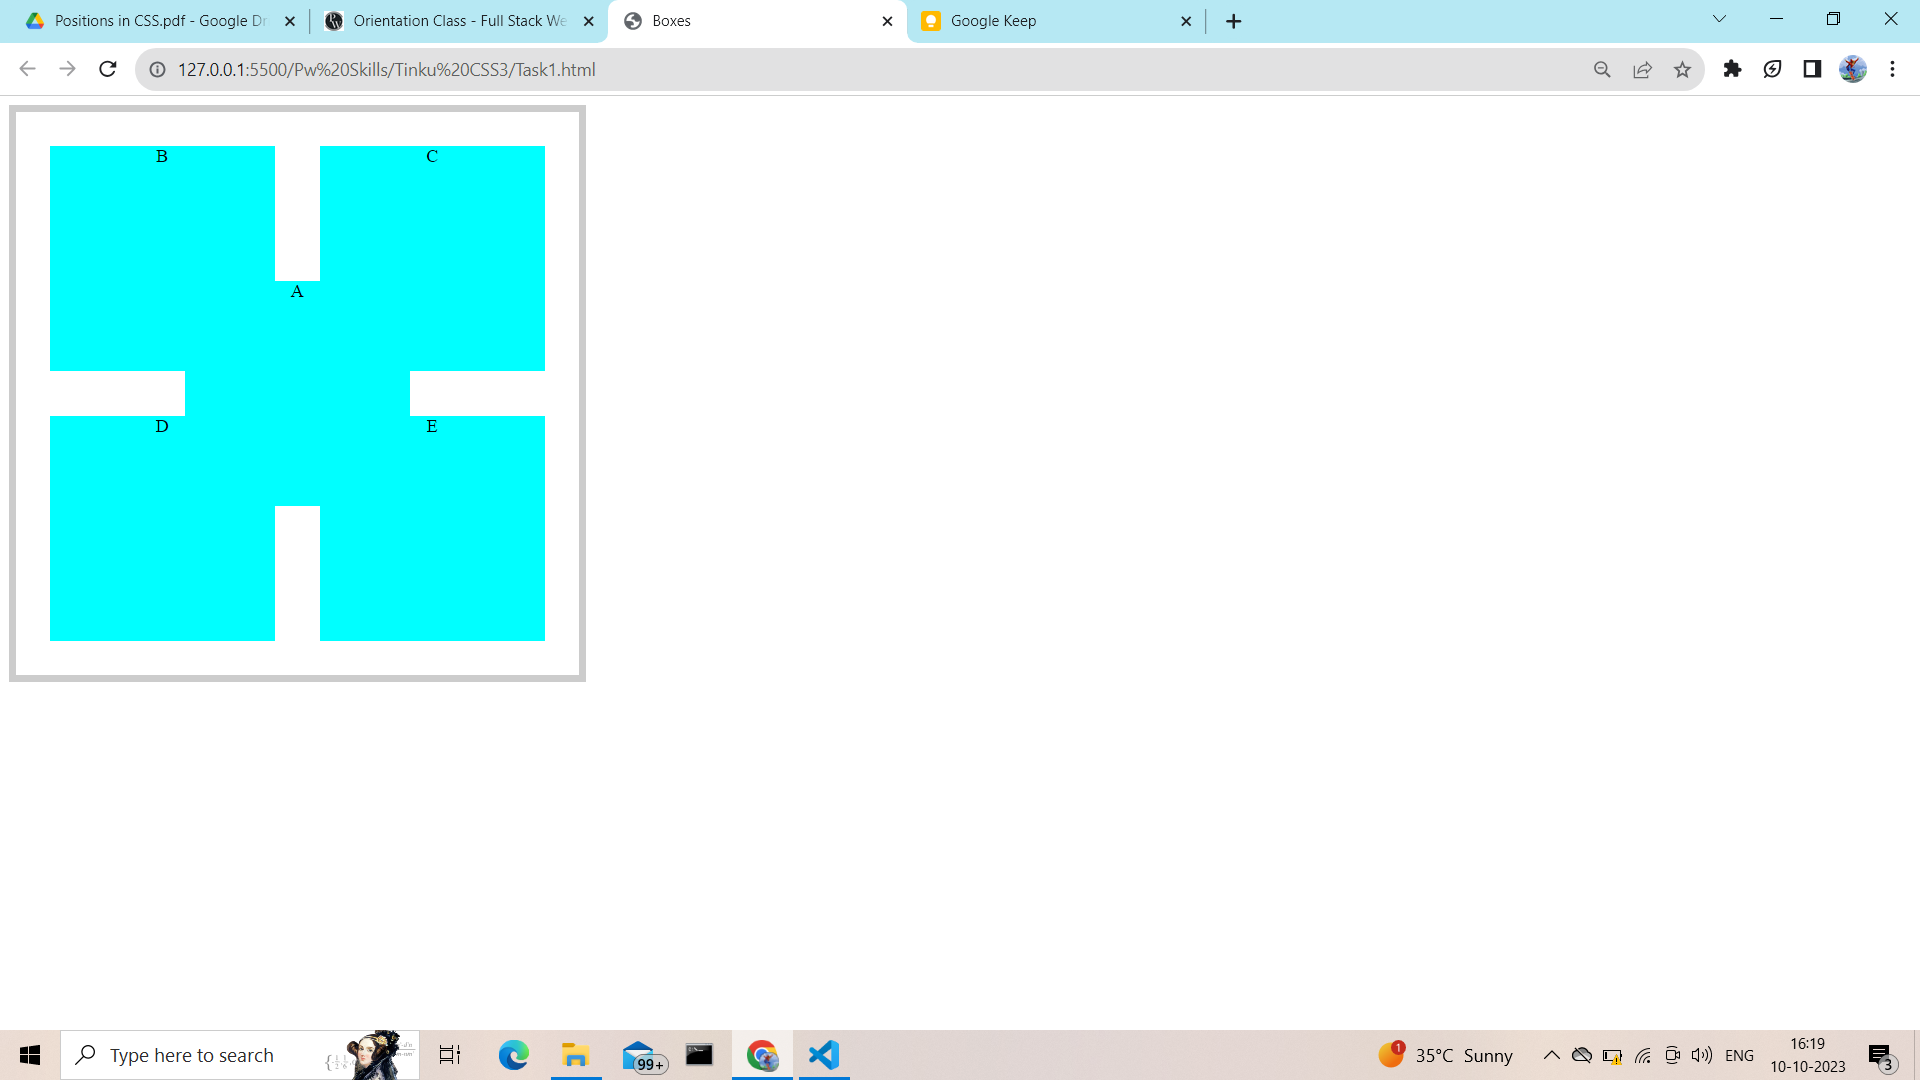 Positions in CSS.pdf - Google Dr
Orientation Class - Full Stack We
Boxes
Google Keep
127.0.0.1:5500/Pw%20Skills/Tinku%20CSS3/Task1.html
B
C
A
D
E
Type here to search
99+
1
35°C Sunny
ENG
16:19
10-10-2023
3